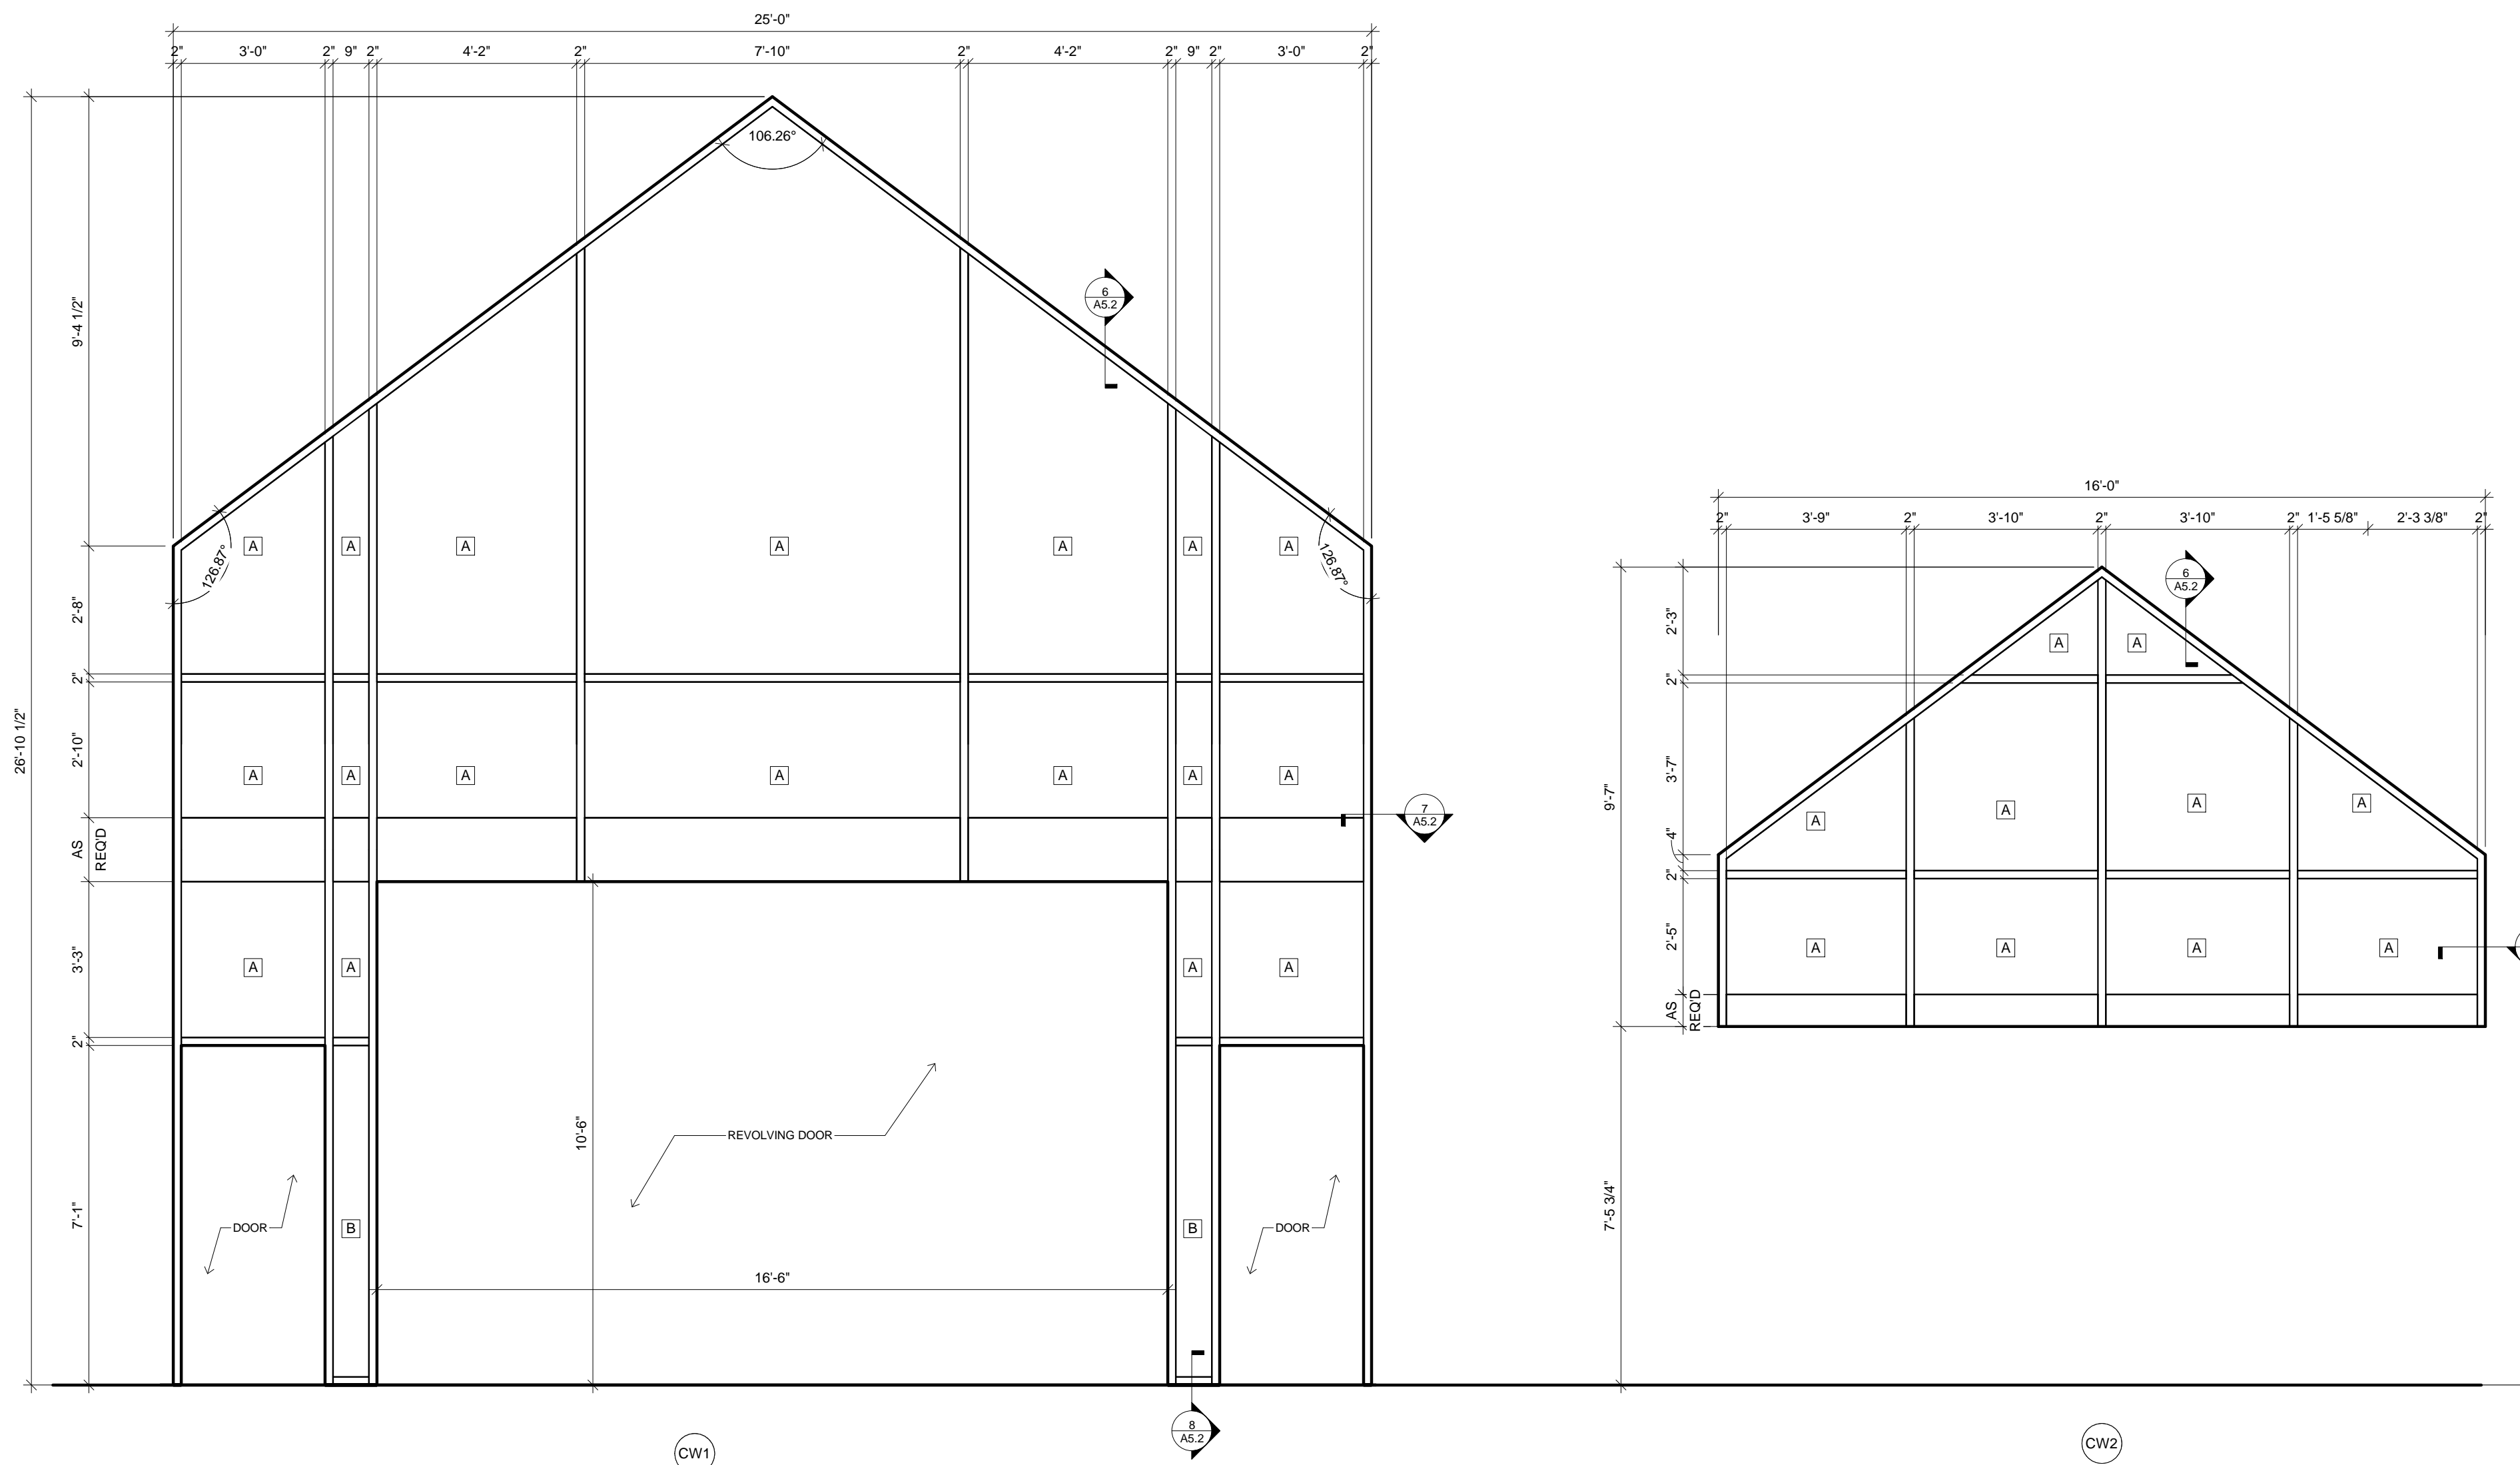 25'-0"
2" 3'-0" 2" 9" 2" 4'-2" 2" 7'-10" 2" 4'-2" 2" 9" 2" 3'-0" 2"
106.26°
6
A5.2
9'-4 1/2"
126.87°
126.87°
A A A A A A A
2'-8"
2"
26'-10 1/2"
2'-10"
A A A A A A A
7
A5.2
AS
REQ'D
3'-3"
A A A A
2"
10'-6"
REVOLVING DOOR
7'-1"
DOOR
B
B
DOOR
16'-6"
8
A5.2
CW1
16'-0"
2" 3'-9" 2" 3'-10" 2" 3'-10" 2" 1'-5 5/8" 2'-3 3/8" 2"
6
A5.2
2'-3"
A A
2"
3'-7"
9'-7"
A A A A
4"
2"
2'-5"
A A A A
AS
REQ'D
7'-5 3/4"
CW2